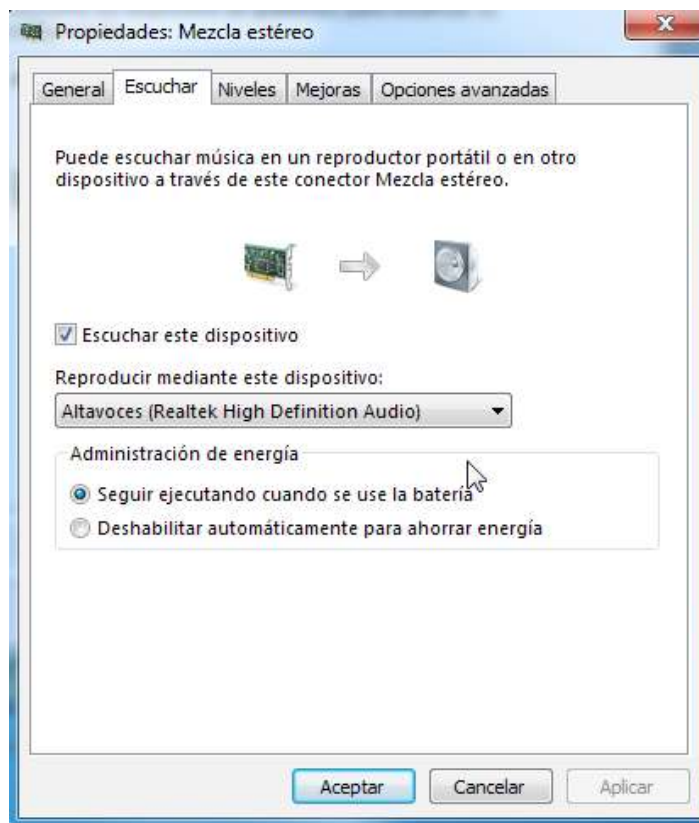 Propiedades: Mezcla estéreo
General Escuchar Niveles Mejoras Opciones avanzadas
Puede escuchar música en un reproductor portátil o en otro
dispositivo a través de este conector Mezcla estéreo.
Escuchar este dispositivo
Reproducir mediante este dispositivo:
Altavoces (Realtek High Definition Audio)
Administración de energía
Seguir ejecutando cuando se use la batería
Deshabilitar automáticamente para ahorrar energía
Aceptar Cancelar Aplicar